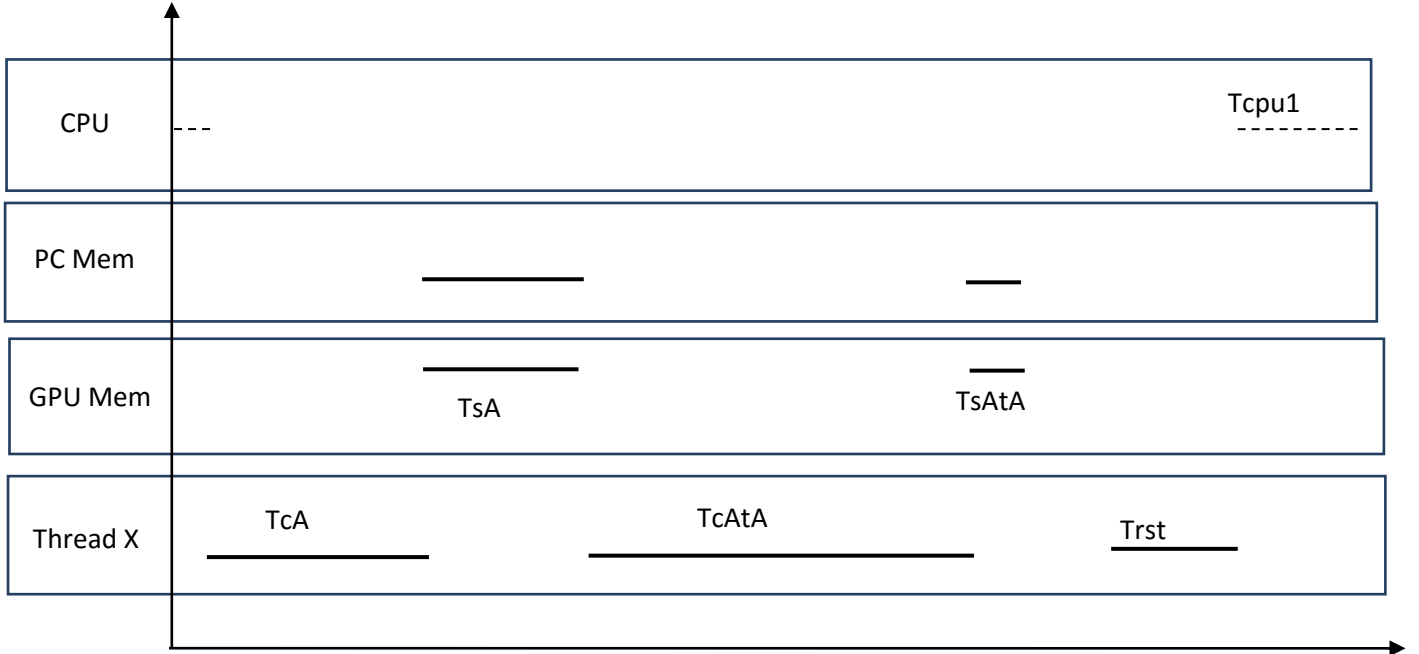 Tcpu1
CPU
PC Mem
GPU Mem
TsA
TsAtA
TcA
TcAtA
Trst
Thread X